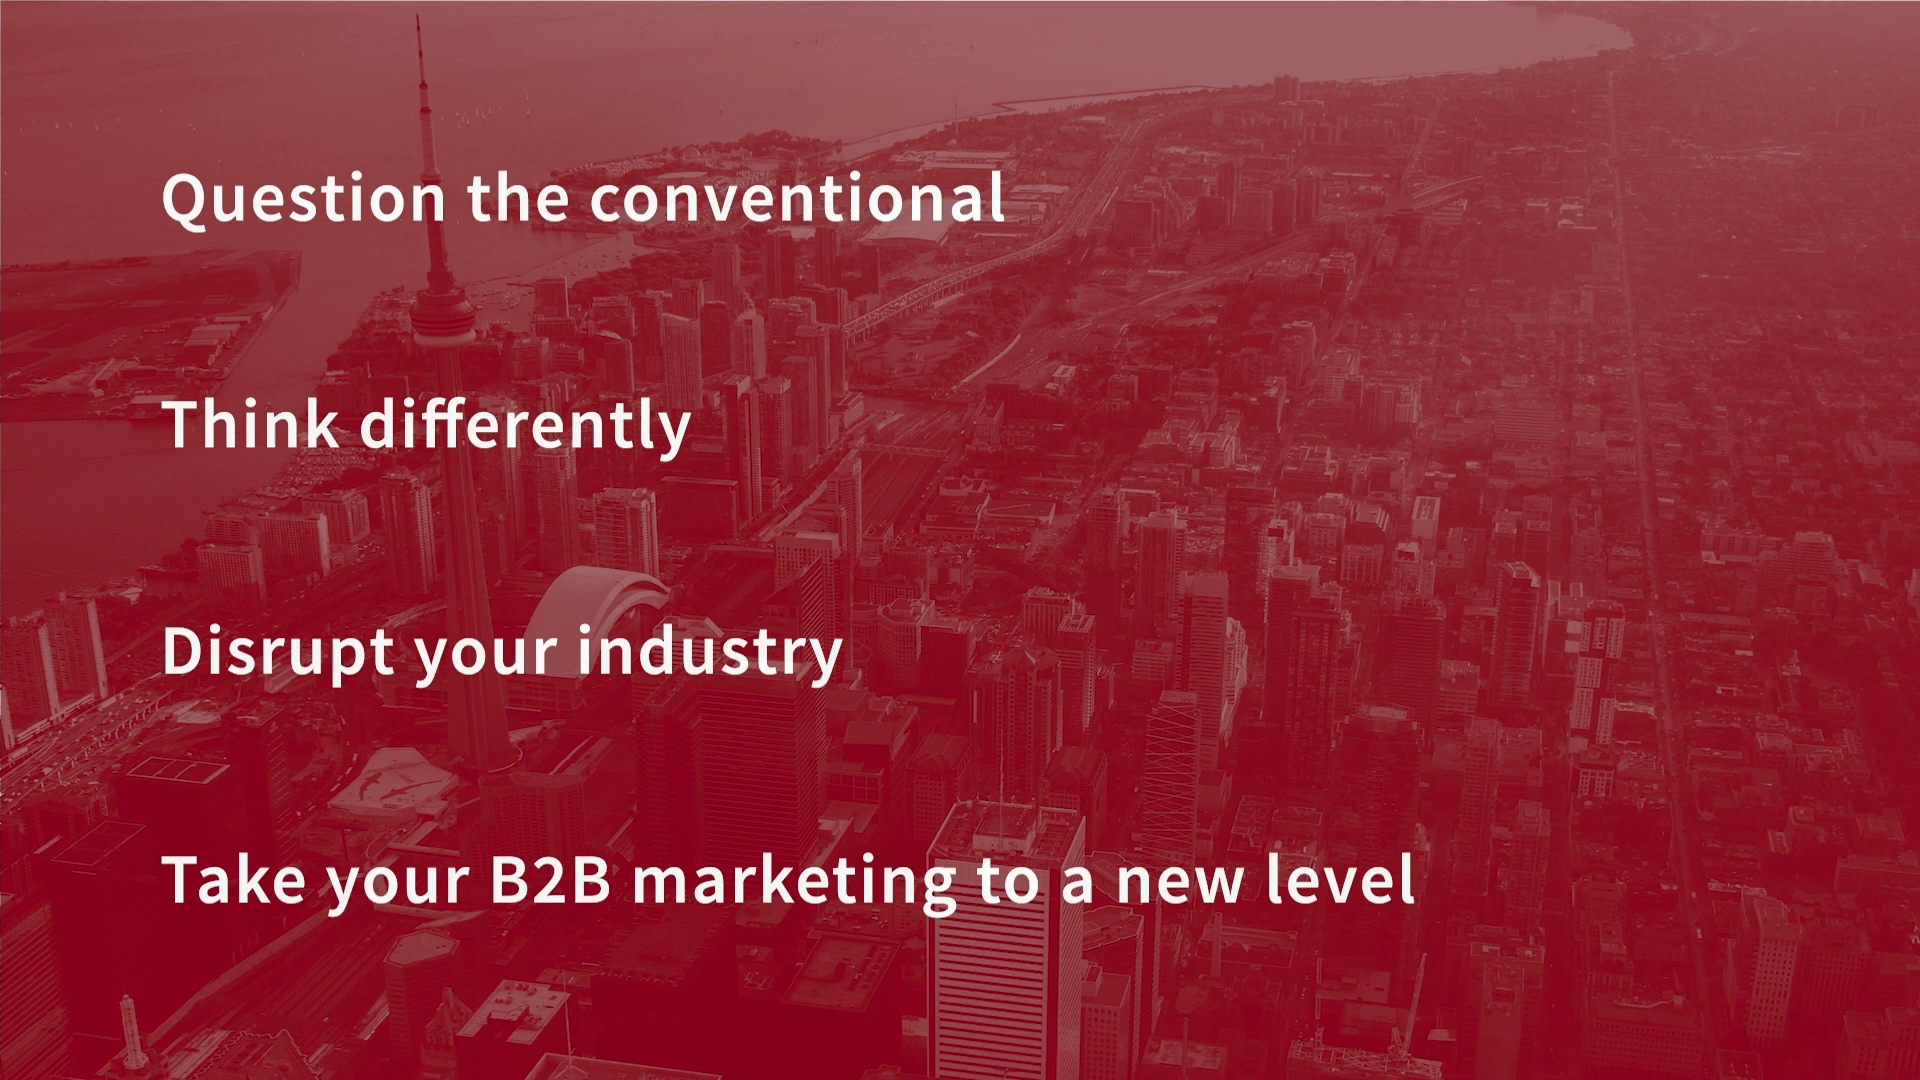 Question the conventional
Think differently
Disrupt your industry
Take your B2B marketing to a new level